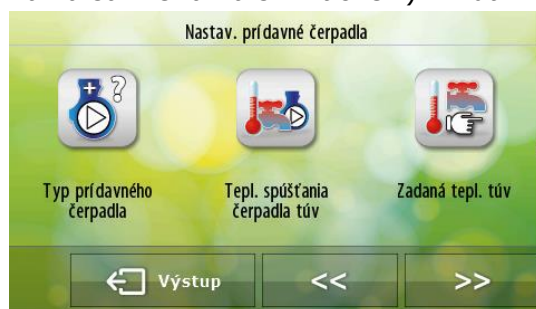 Nastav. prídavné čerpadla
Typ prídavného
čerpadla
Tepl. spúšťania
čerpadla túv
Zadaná tepl. túv
Výstup
<<
>>